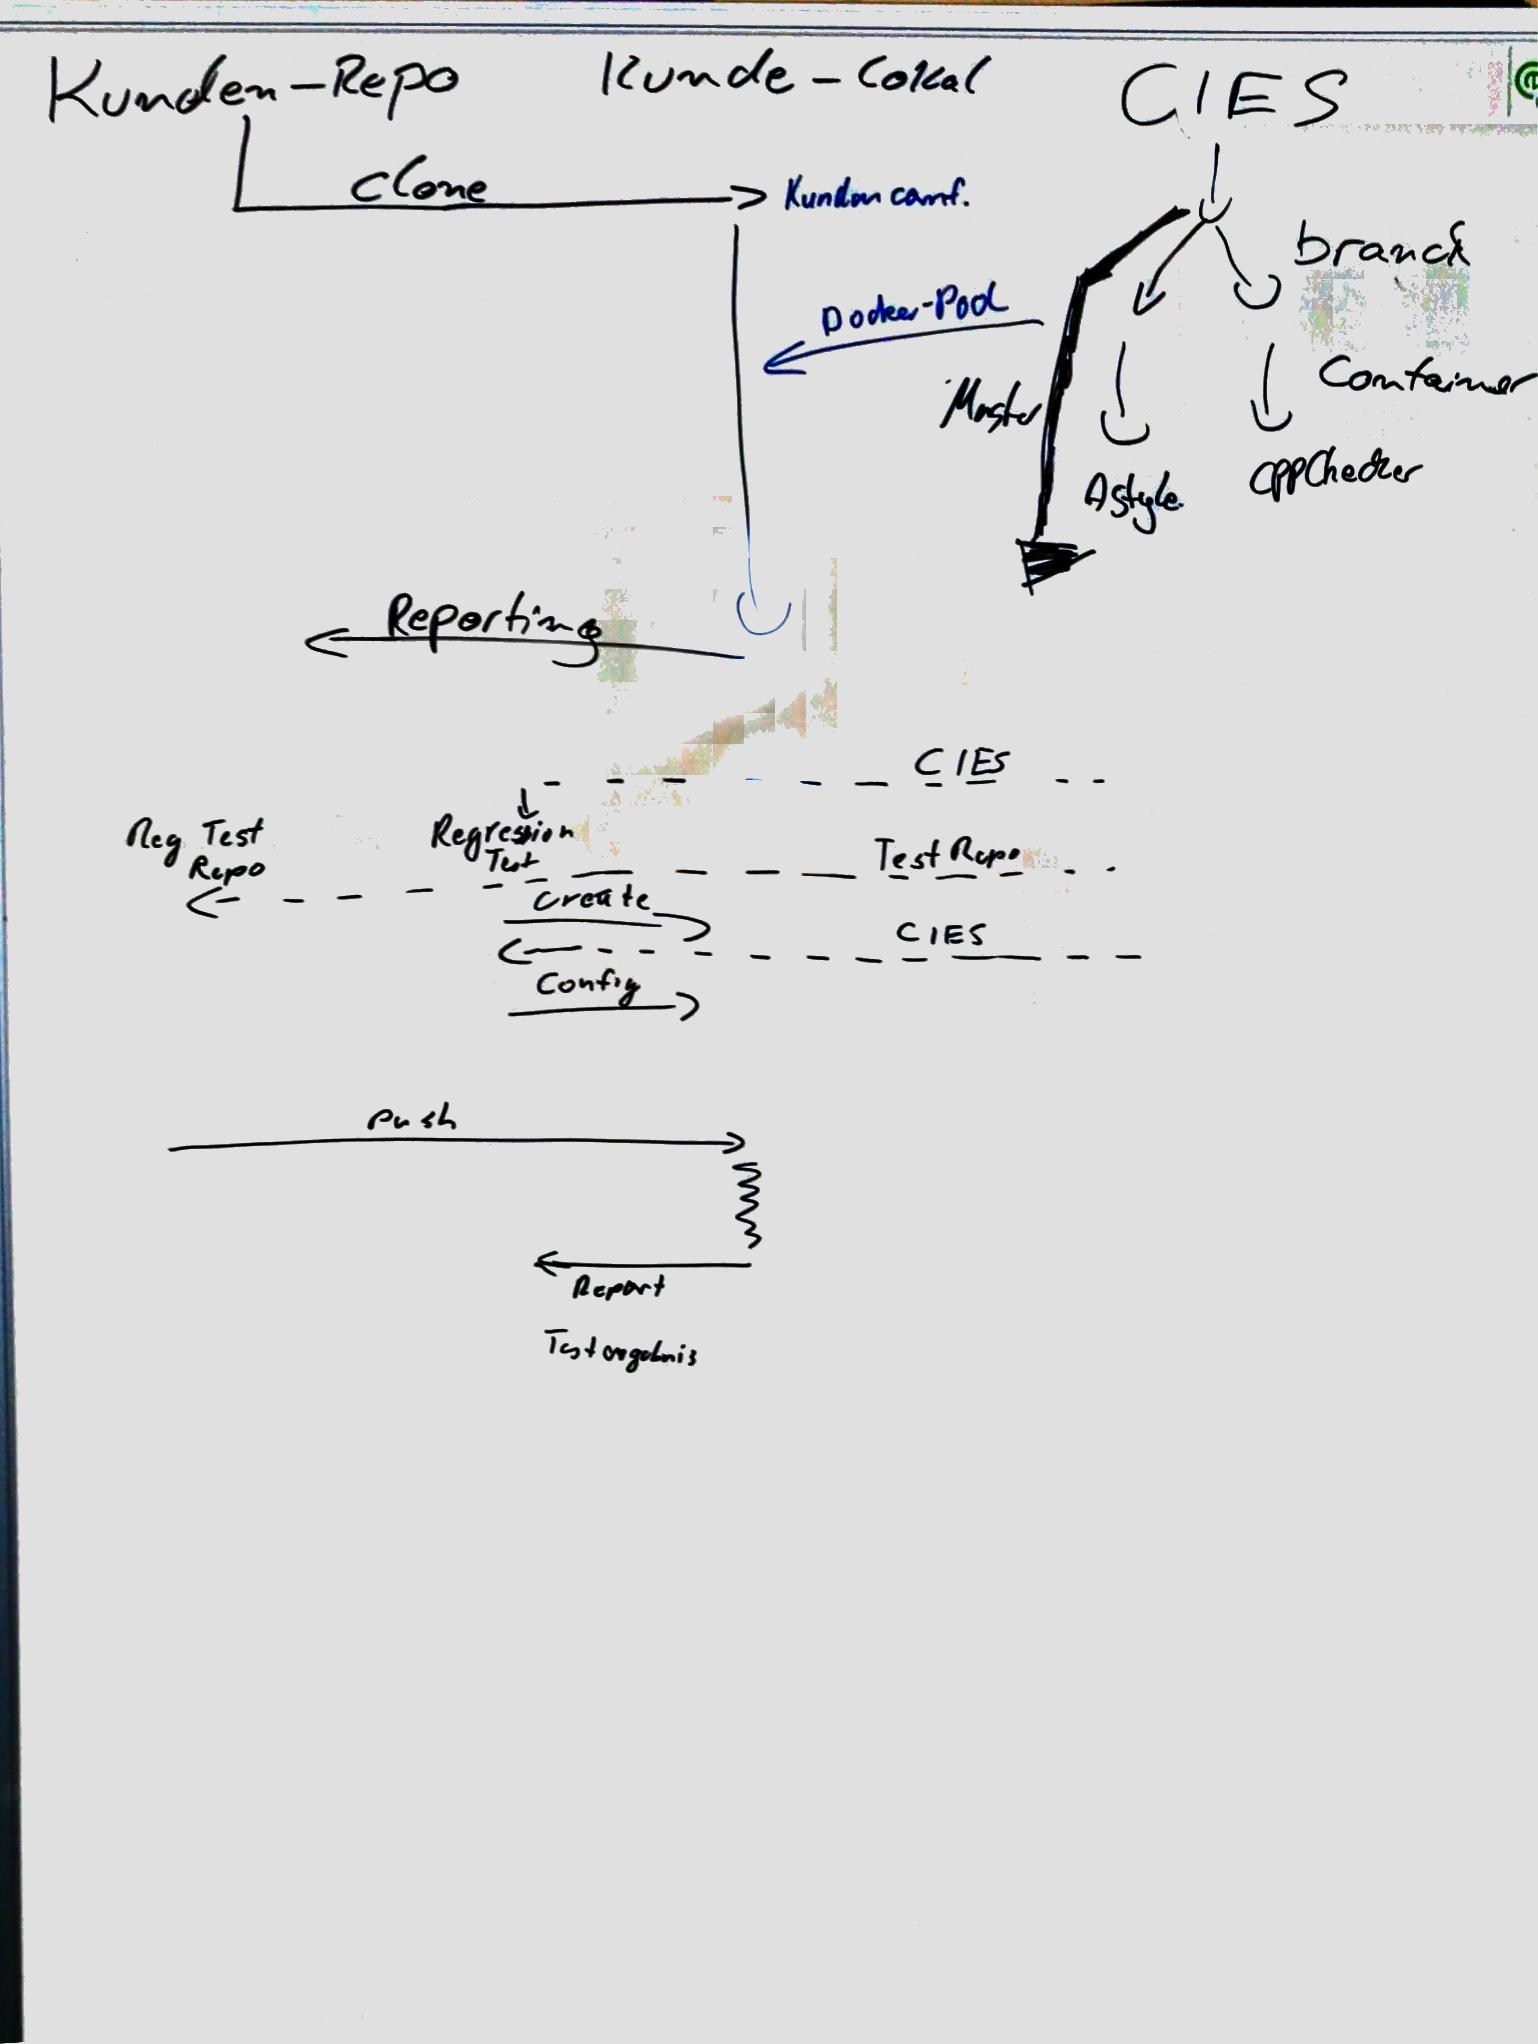 Kunden-Repo Kunde-Lokal CIES
Clone
Kunden conf.
branch
Docker-Pod
Container
Master
Astyle
CPPChecker
Reporting
CIES
Reg Test
Repo
Regression
Test
Test Repo
Create
CIES
Config
Push
Report
Testergebnis